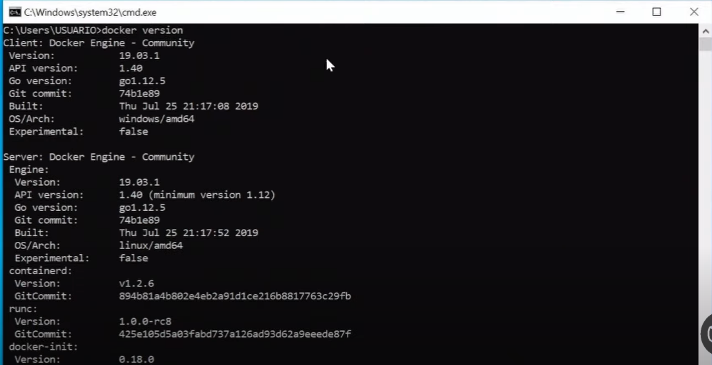 C:\Windows\system32\cmd.exe
C:\Users\USUARIO>docker version
Client: Docker Engine - Community
Version: 19.03.1
API version: 1.40
Go version: go1.12.5
Git commit: 74b1e89
Built: Thu Jul 25 21:17:08 2019
OS/Arch: windows/amd64
Experimental: false
Server: Docker Engine - Community
Engine:
Version: 19.03.1
API version: 1.40 (minimum version 1.12)
Go version: go1.12.5
Git commit: 74b1e89
Built: Thu Jul 25 21:17:52 2019
OS/Arch: linux/amd64
Experimental: false
containerd:
Version: v1.2.6
GitCommit: 894b81a4b802e4eb2a91d1ce216b8817763c29fb
runc:
Version: 1.0.0-rc8
GitCommit: 425e105d5a03fabd737a126ad93d62a9eeede87f
docker-init:
Version: 0.18.0